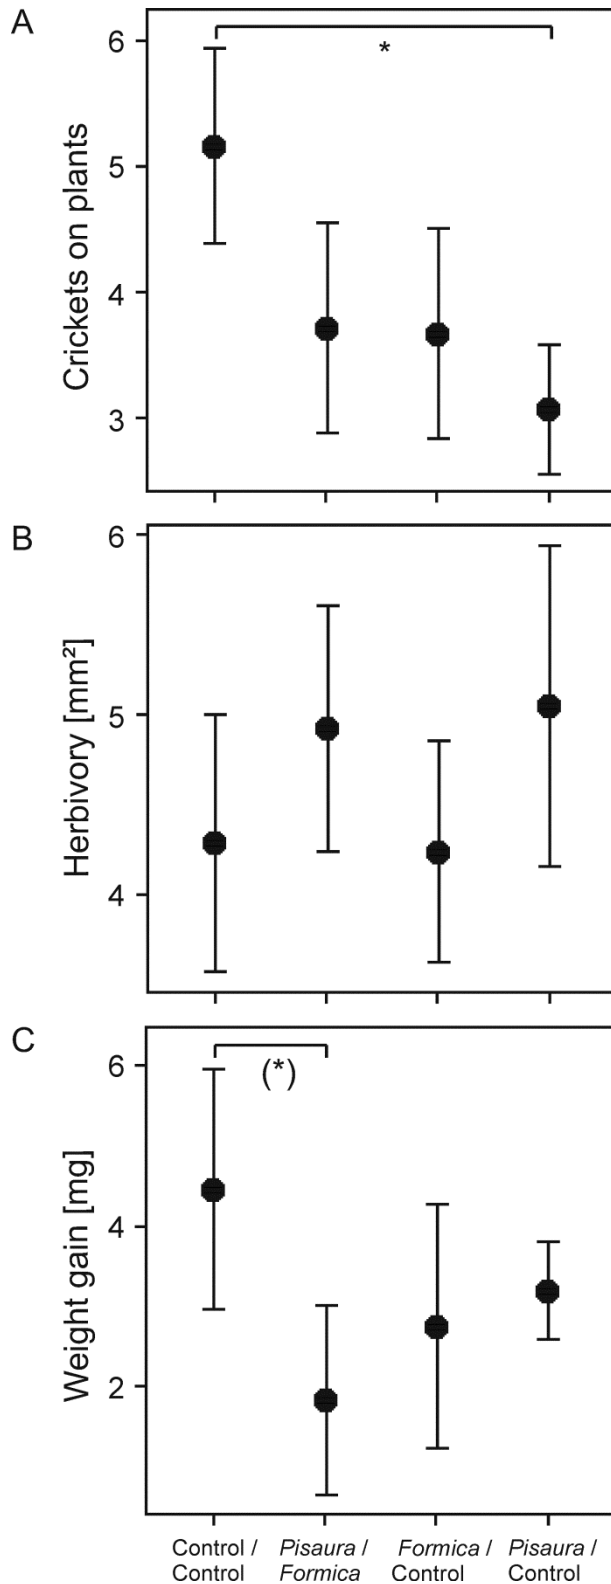 A
6
*
5
4
3
Crickets on plants
B
6
5
4
Herbivory [mm²]
C
6
(*)
4
2
Weight gain [mg]
Control / Pisaura / Formica / Pisaura /
Control Formica Control Control